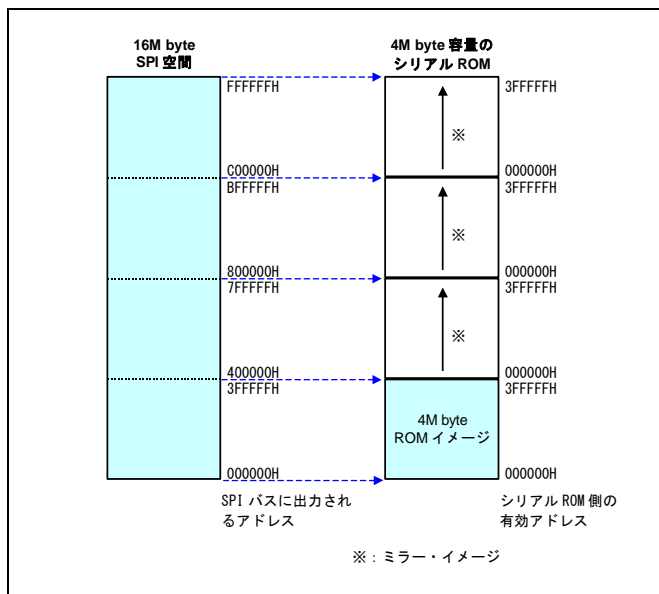 16M byte
SPI 空間
4M byte 容量の
シリアル ROM
FFFFFFH
3FFFFFH
※
C00000H
000000H
BFFFFFH
3FFFFFH
※
800000H
000000H
7FFFFFH
3FFFFFH
※
400000H
000000H
3FFFFFH
4M byte
ROM イメージ
000000H
000000H
SPI バスに出力され
るアドレス
シリアル ROM 側の
有効アドレス
※：ミラー・イメージ